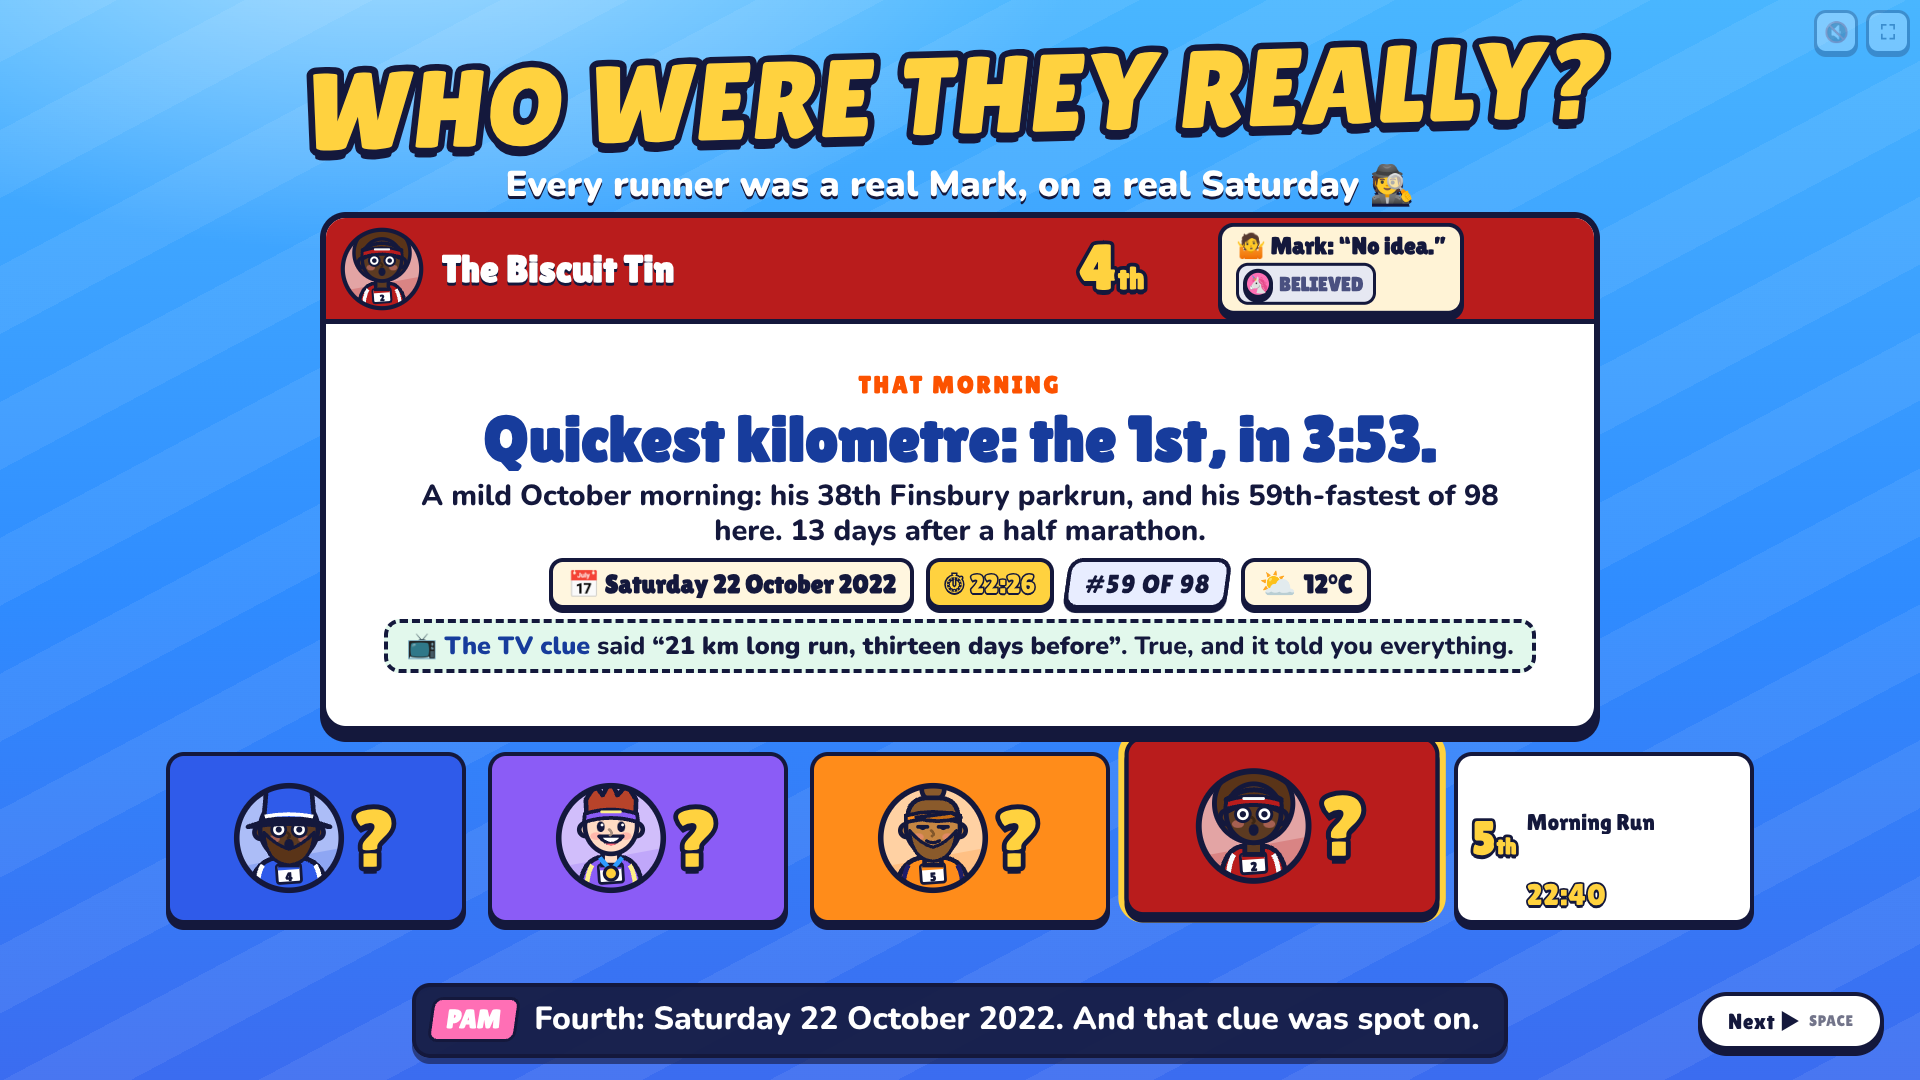 WHO WERE THEY REALLY?
Every runner was a real Mark, on a real Saturday
The Biscuit Tin
4th
Mark: “No idea.”
BELIEVED
2
THAT MORNING
Quickest kilometre: the 1st, in 3:53.
A mild October morning: his 38th Finsbury parkrun, and his 59th-fastest of 98
here. 13 days after a half marathon.
Saturday 22 October 2022
22:26
#59 OF 98
12°C
The TV clue said “21 km long run, thirteen days before”. True, and it told you everything.
4
?
?
5
?
2
?
5th
Morning Run
22:40
PAM
Fourth: Saturday 22 October 2022. And that clue was spot on.
Next
SPACE